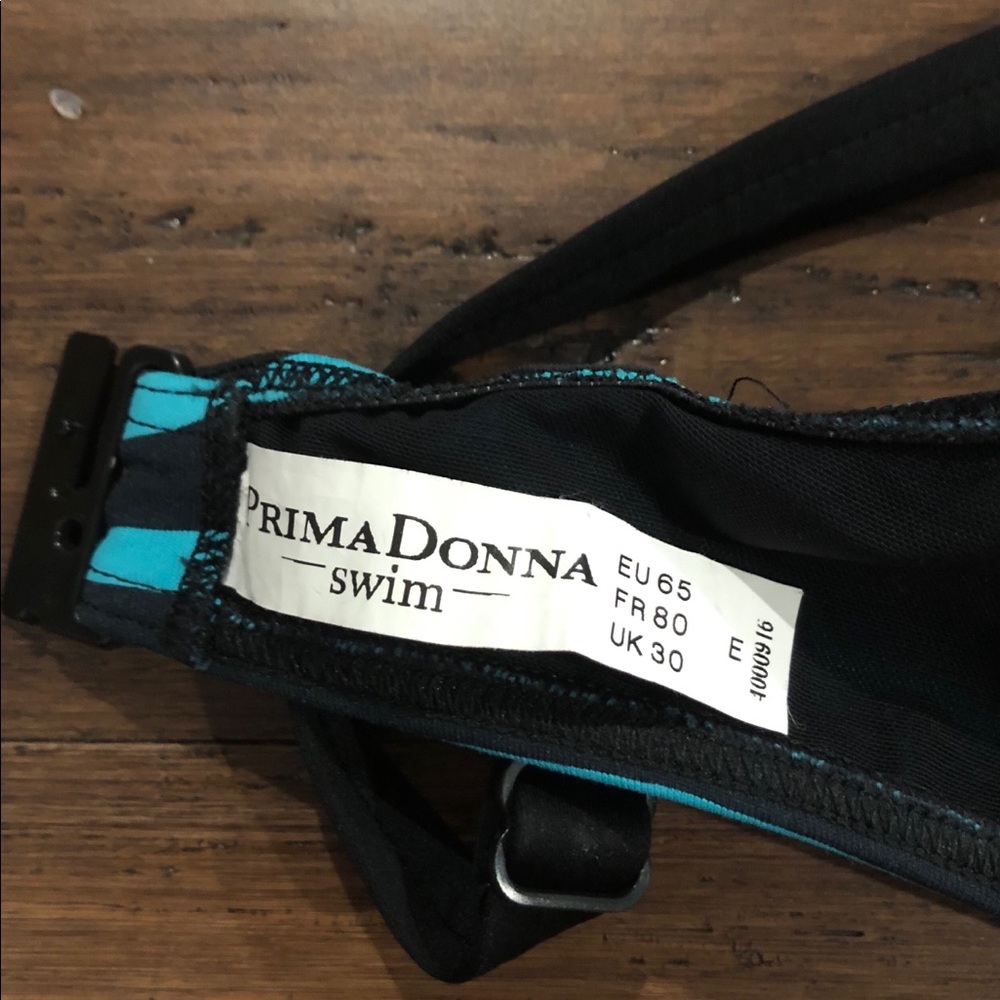 PRIMADONNA
swim
EU 65
FR 80
UK 30 E
4000916